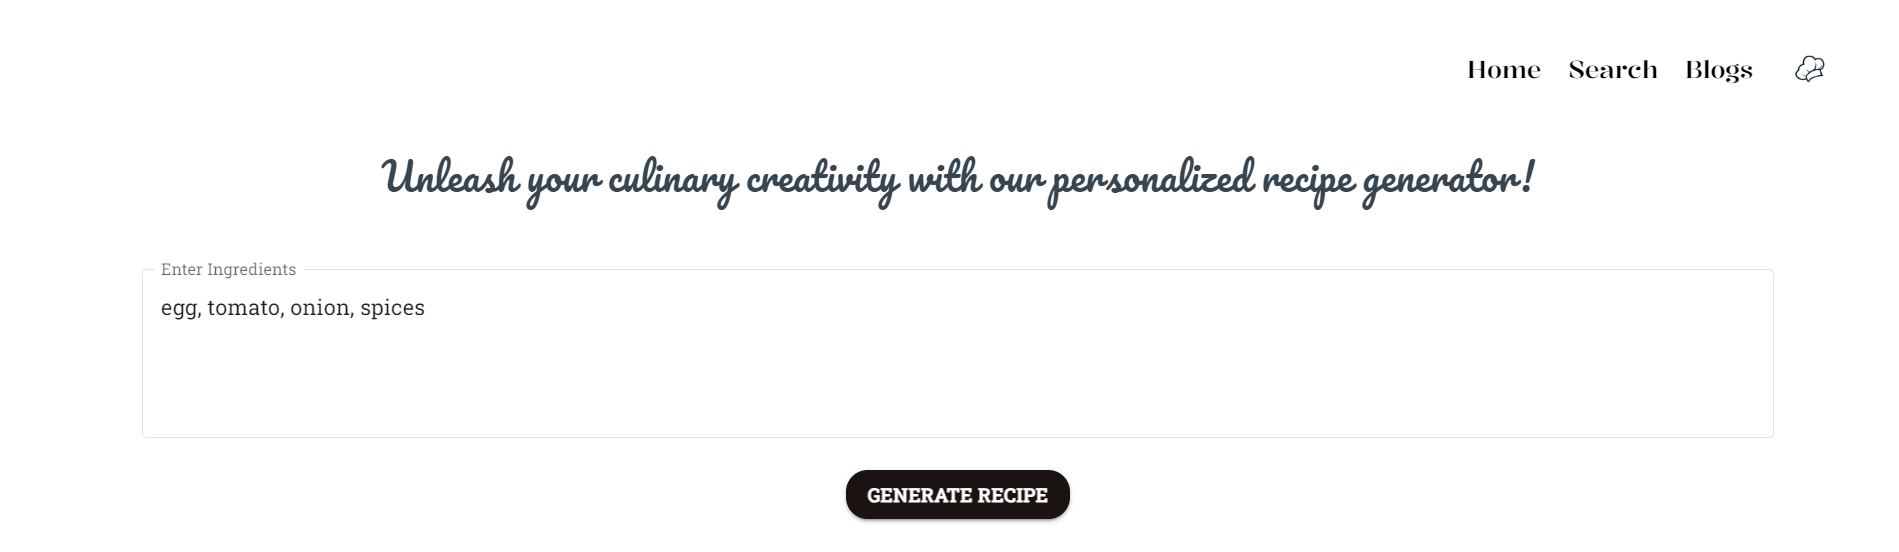 Home Search Blogs
Unleash your culinary creativity with our personalized recipe generator!
Enter Ingredients
egg, tomato, onion, spices
GENERATE RECIPE